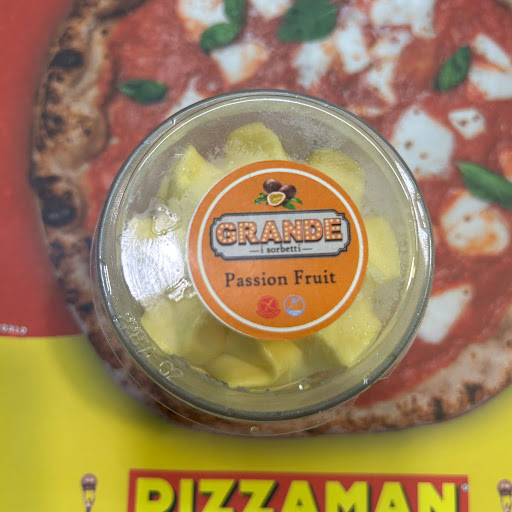 GRANDE
i sorbetti
Passion Fruit
PIZZAMAN